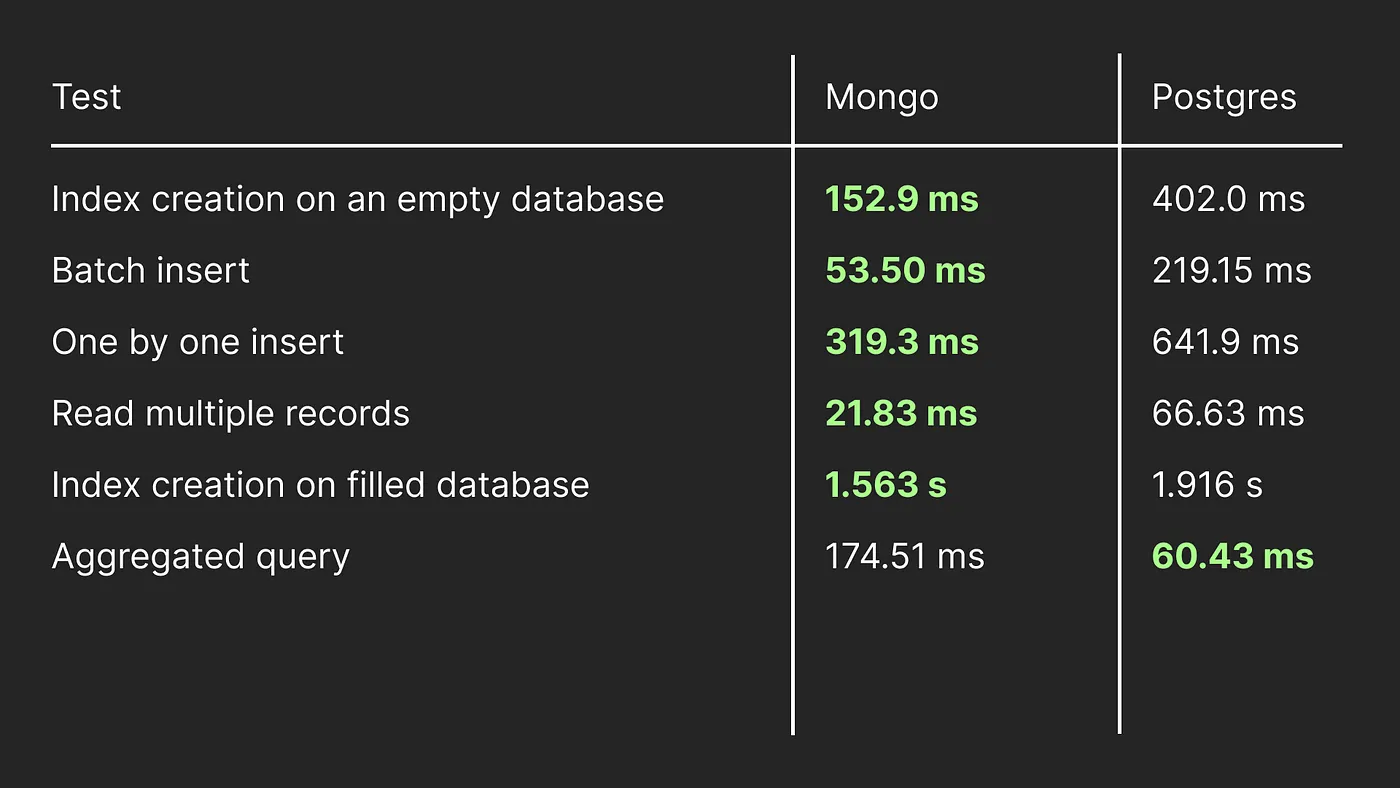 Test Mongo Postgres
Index creation on an empty database 152.9 ms 402.0 ms
Batch insert 53.50 ms 219.15 ms
One by one insert 319.3 ms 641.9 ms
Read multiple records 21.83 ms 66.63 ms
Index creation on filled database 1.563 s 1.916 s
Aggregated query 174.51 ms 60.43 ms